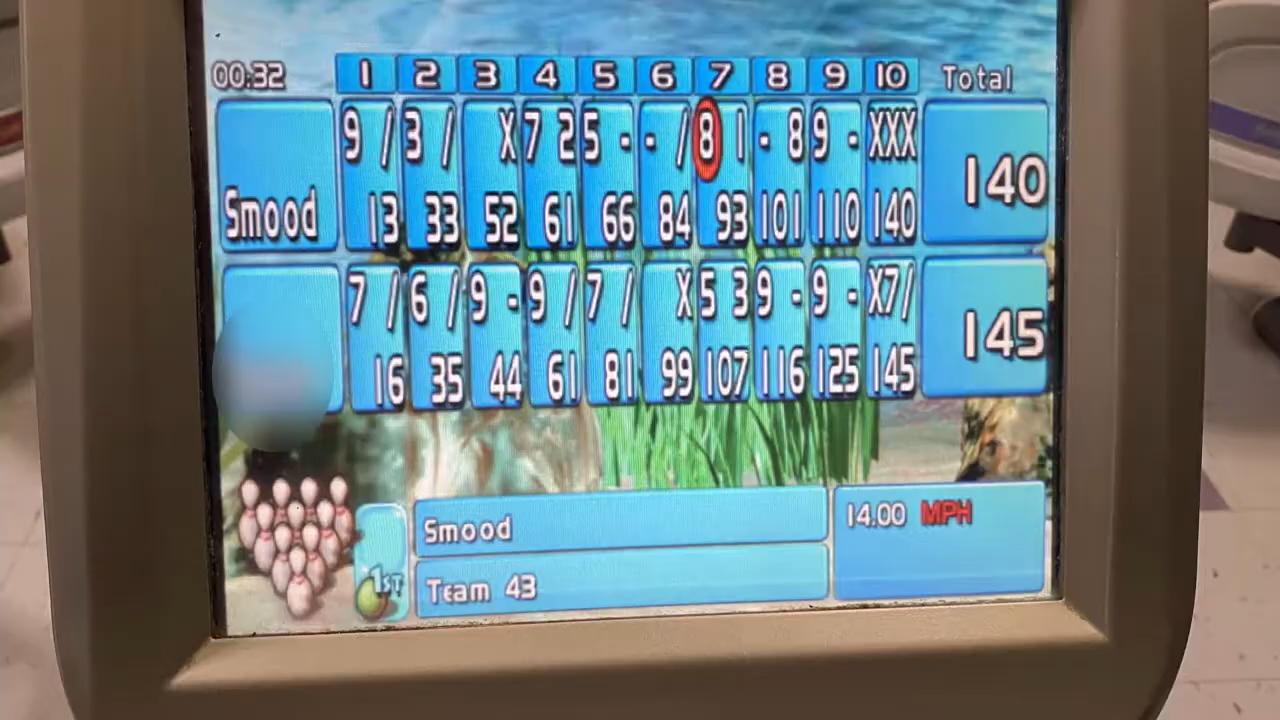 00:32 1 2 3 4 5 6 7 8 9 10 Total
9 / 3 / X 7 2 5 - - / 8 1 - 8 9 - XXX
Smood 13 33 52 61 66 84 93 101 110 140 140
7 / 6 / 9 - 9 / 7 / X 5 3 9 - 9 - X7/
16 35 44 61 81 99 107 116 125 145 145
1ST Smood 14.00 MPH
Team 43